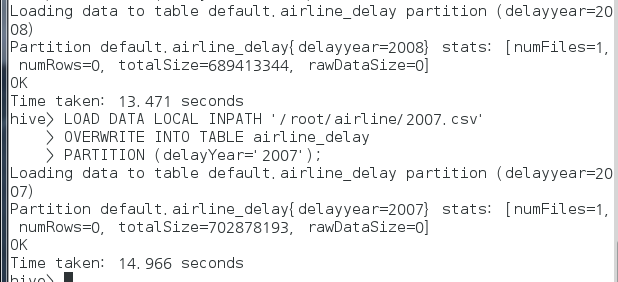 Loading data to table default.airline_delay partition (delayyear=20
08)
Partition default.airline_delay{delayyear=2008} stats: [numFiles=1,
 numRows=0, totalSize=689413344, rawDataSize=0]
OK
Time taken: 13.471 seconds
hive> LOAD DATA LOCAL INPATH '/root/airline/2007.csv'
    > OVERWRITE INTO TABLE airline_delay
    > PARTITION (delayYear='2007');
Loading data to table default.airline_delay partition (delayyear=20
07)
Partition default.airline_delay{delayyear=2007} stats: [numFiles=1,
 numRows=0, totalSize=702878193, rawDataSize=0]
OK
Time taken: 14.966 seconds
hive>